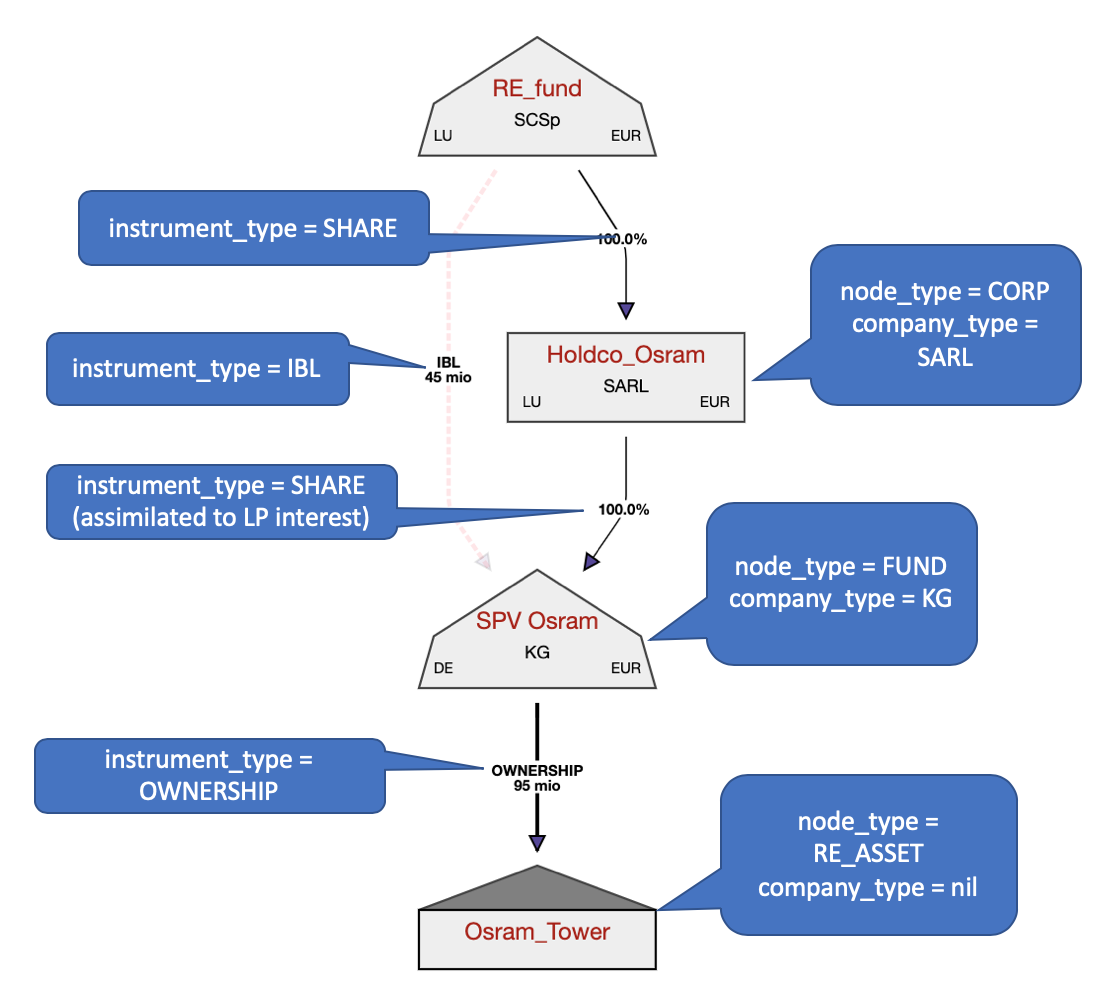 RE_fund
SCSp
LU
EUR
instrument_type = SHARE
100.0%
node_type = CORP
company_type =
SARL
instrument_type = IBL
IBL
45 mio
Holdco_Osram
SARL
LU
EUR
instrument_type = SHARE
(assimilated to LP interest)
100.0%
node_type = FUND
company_type = KG
SPV Osram
KG
DE
EUR
instrument_type =
OWNERSHIP
OWNERSHIP
95 mio
node_type =
RE_ASSET
company_type = nil
Osram_Tower